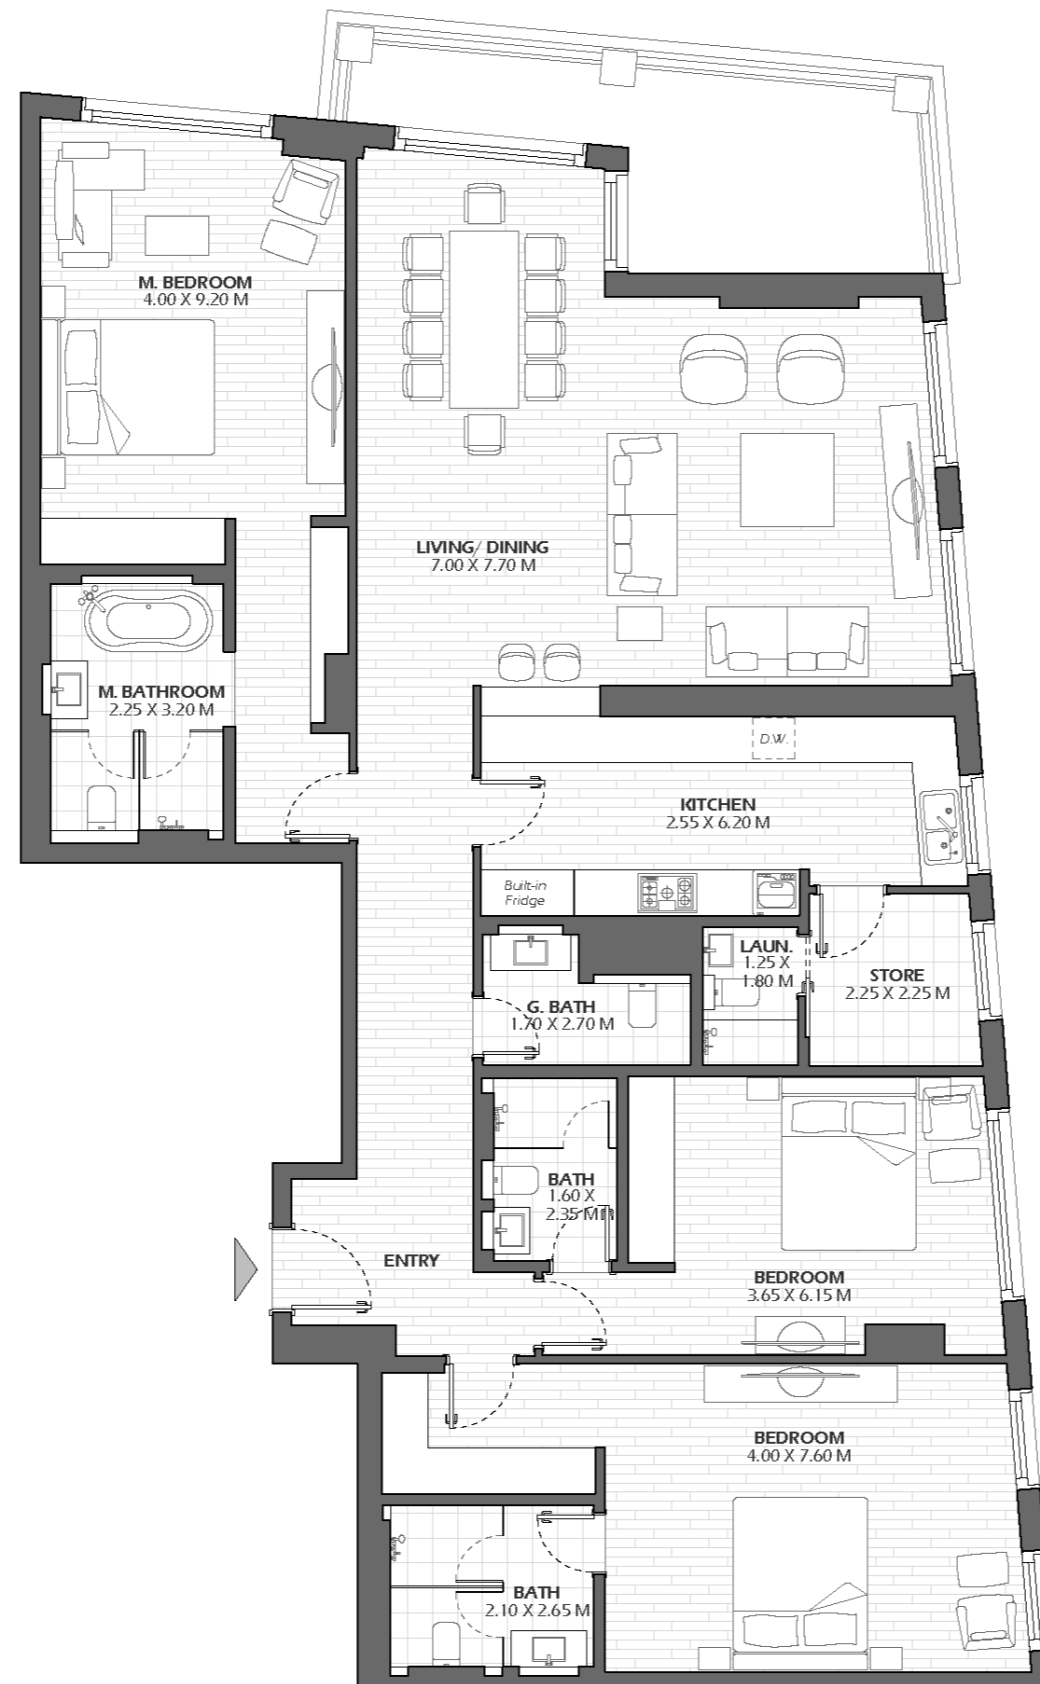 M. BEDROOM
4.00 X 9.20 M
LIVING/ DINING
7.00 X 7.70 M
M. BATHROOM
2.25 X 3.20 M
D.W.
KITCHEN
2.55 X 6.20 M
Built-in
Fridge
LAUN.
1.25 X
1.80 M
STORE
2.25 X 2.25 M
G. BATH
1.70 X 2.70 M
BATH
1.60 X
2.35 M
ENTRY
BEDROOM
3.65 X 6.15 M
BEDROOM
4.00 X 7.60 M
BATH
2.10 X 2.65 M